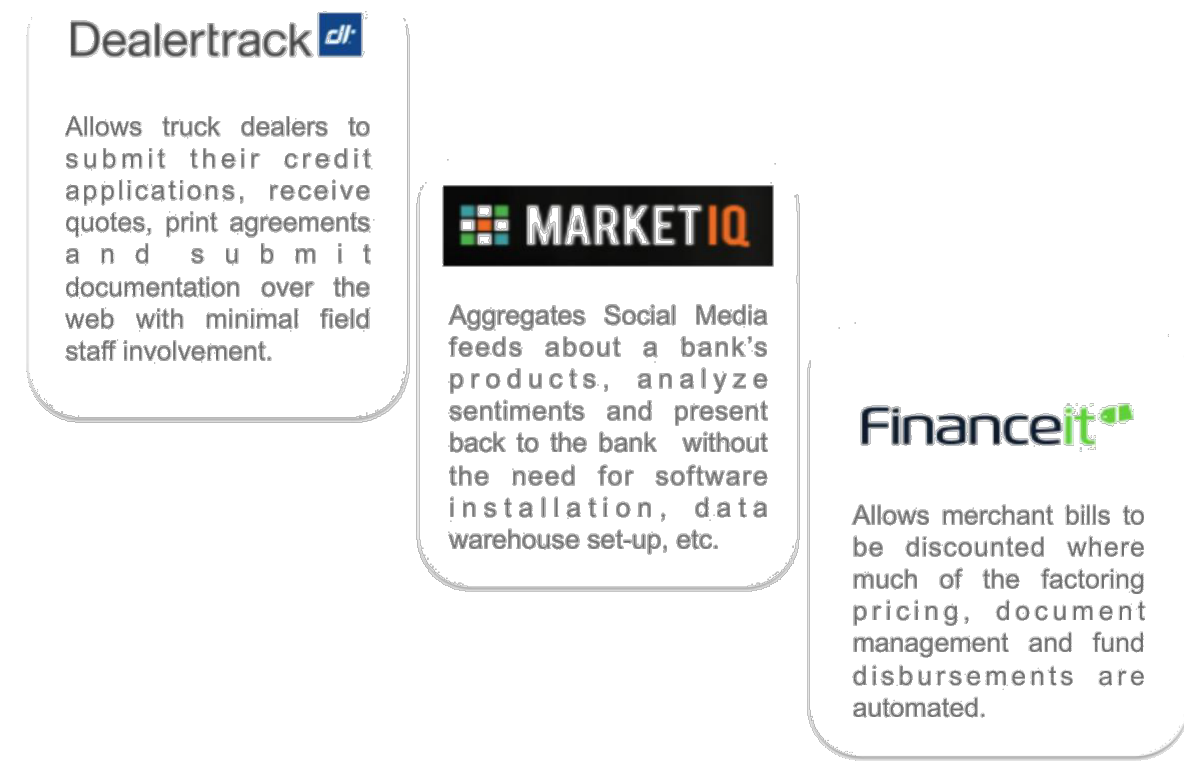 Dealertrack dt
Allows truck dealers to
submit their credit
applications, receive
quotes, print agreements
and submit
documentation over the
web with minimal field
staff involvement.
MARKETIQ
Aggregates Social Media
feeds about a bank's
products, analyze
sentiments and present
back to the bank without
the need for software
installation, data
warehouse set-up, etc.
Financeit
Allows merchant bills to
be discounted where
much of the factoring
pricing, document
management and fund
disbursements are
automated.